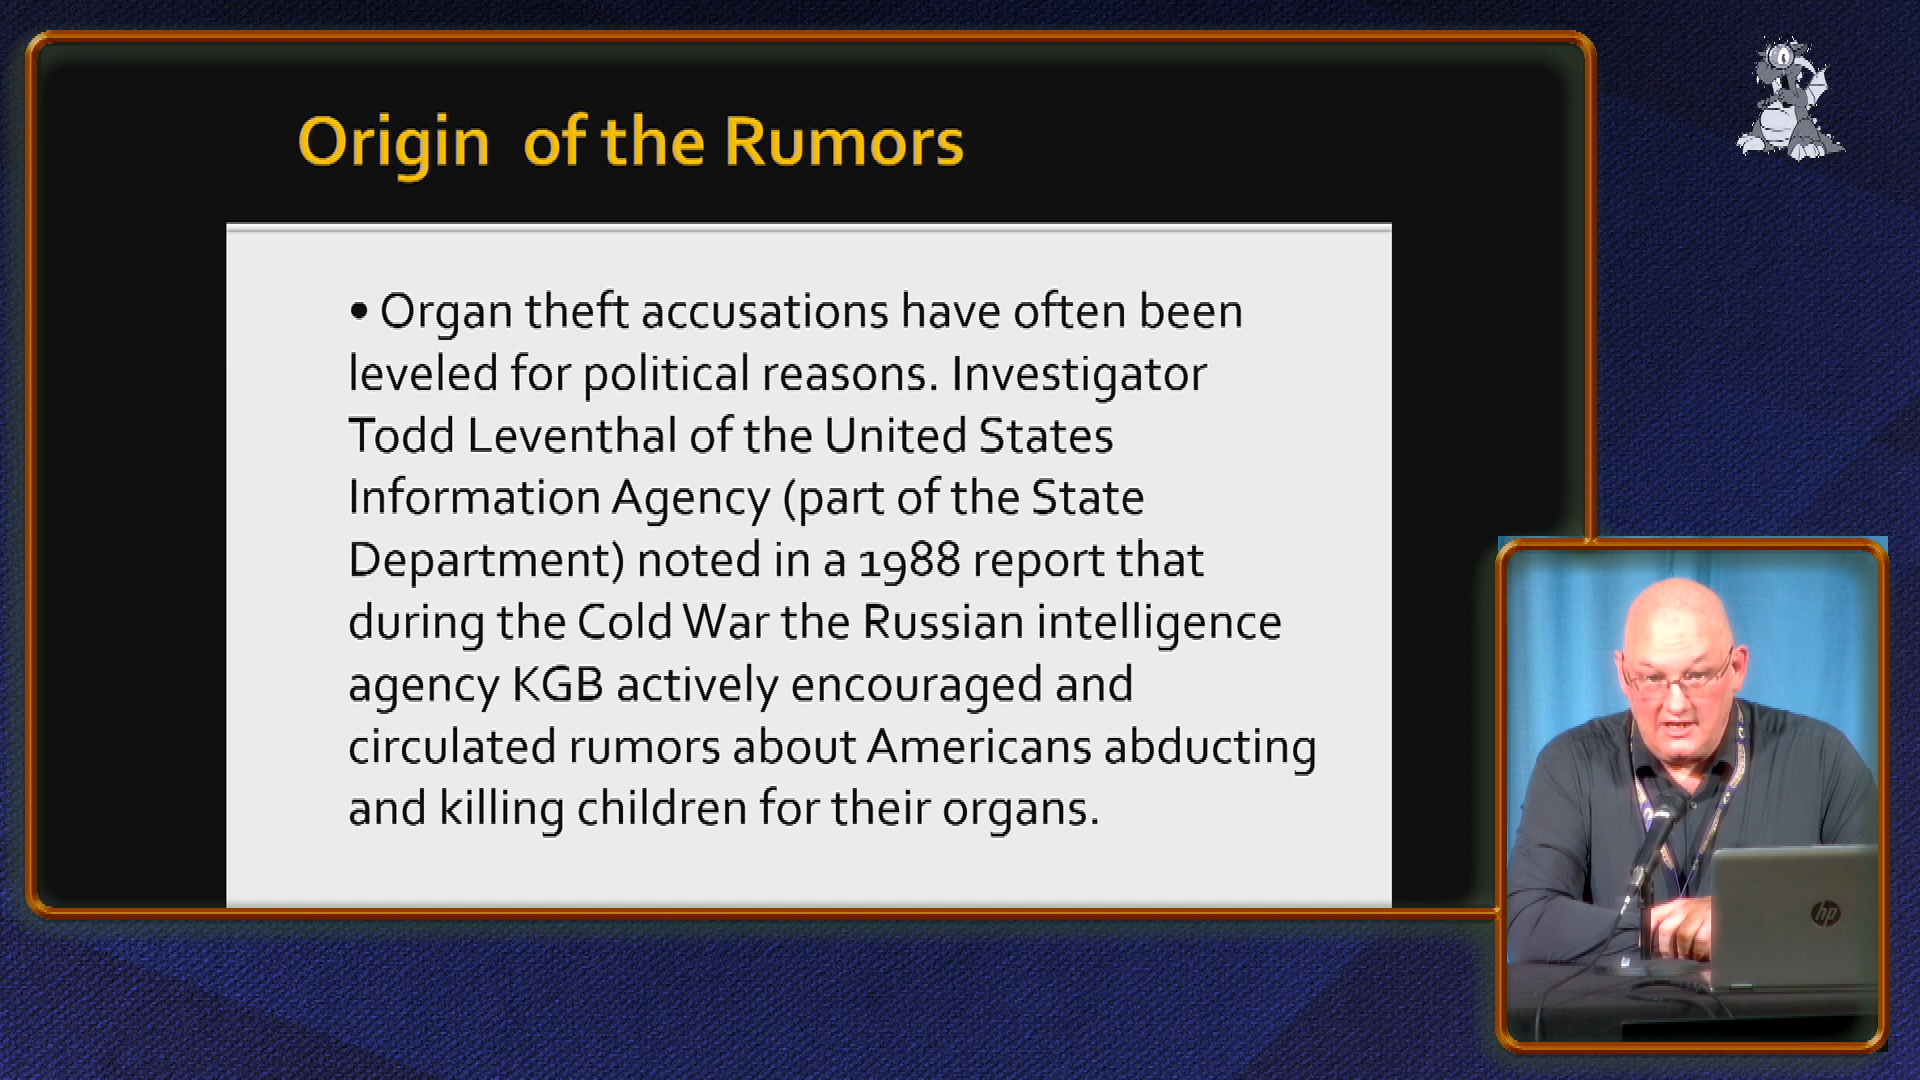 Origin of the Rumors
• Organ theft accusations have often been
leveled for political reasons. Investigator
Todd Leventhal of the United States
Information Agency (part of the State
Department) noted in a 1988 report that
during the Cold War the Russian intelligence
agency KGB actively encouraged and
circulated rumors about Americans abducting
and killing children for their organs.
hp